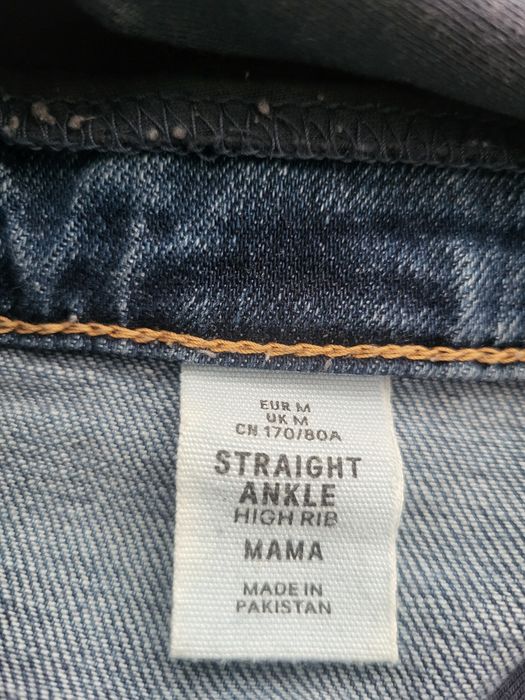 EUR M
UK M
CN 170/80A
STRAIGHT
ANKLE
HIGH RIB
MAMA
MADE IN
PAKISTAN